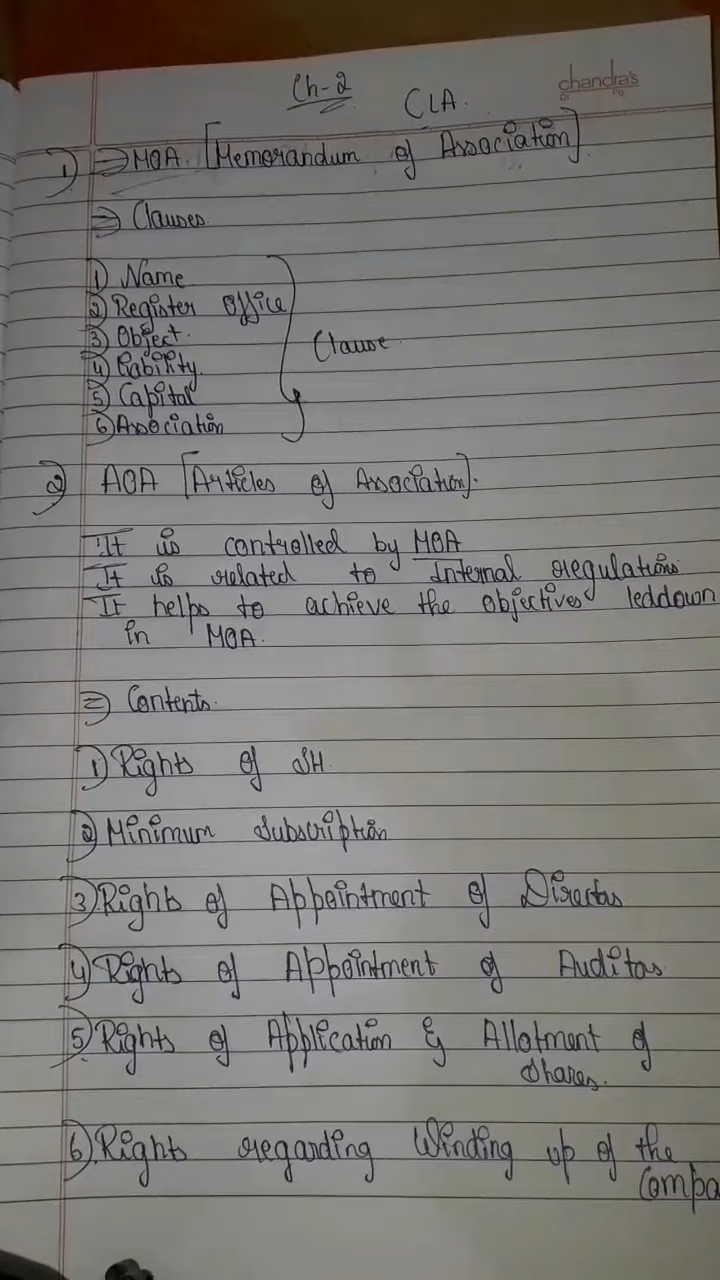 Ch-2
chandra's
CLA.
1) ⇒ MOA. [Memorandum of Association]
⇒ Clauses
1) Name
2) Register office
3) Object.
Clause
4) Liability.
5) Capital
6) Association
2) AOA [Articles of Association].
It is controlled by MOA
It is related to Internal regulations
It helps to achieve the objectives leddown
in MOA.
⇒ Contents.
1) Rights of SH.
2) Minimum Subscription
3) Rights of Appointment of Directos
4) Rights of Appointment of Auditos
5) Rights of Application & Allotment of
Shares.
6) Rights regarding Winding up of the
Compa